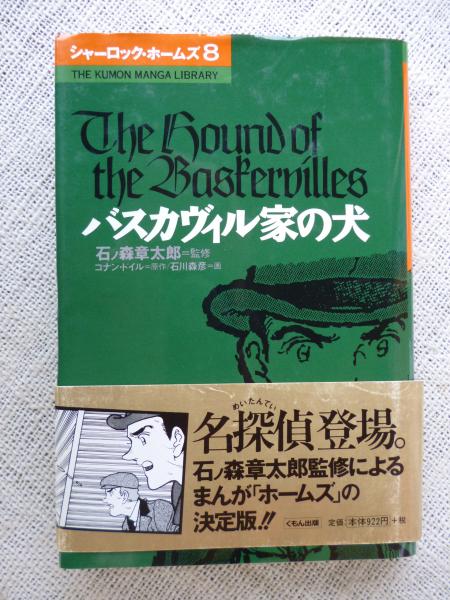 シャーロック・ホームズ8
THE KUMON MANGA LIBRARY
The Hound of
the Baskervilles
バスカヴィル家の犬
石ノ森章太郎=監修
コナン・ドイル=原作/石川森彦=画
めいたんてい
名探偵登場。
石ノ森章太郎監修による
まんが「ホームズ」の
決定版!!
くもん出版 定価:本体922円+税